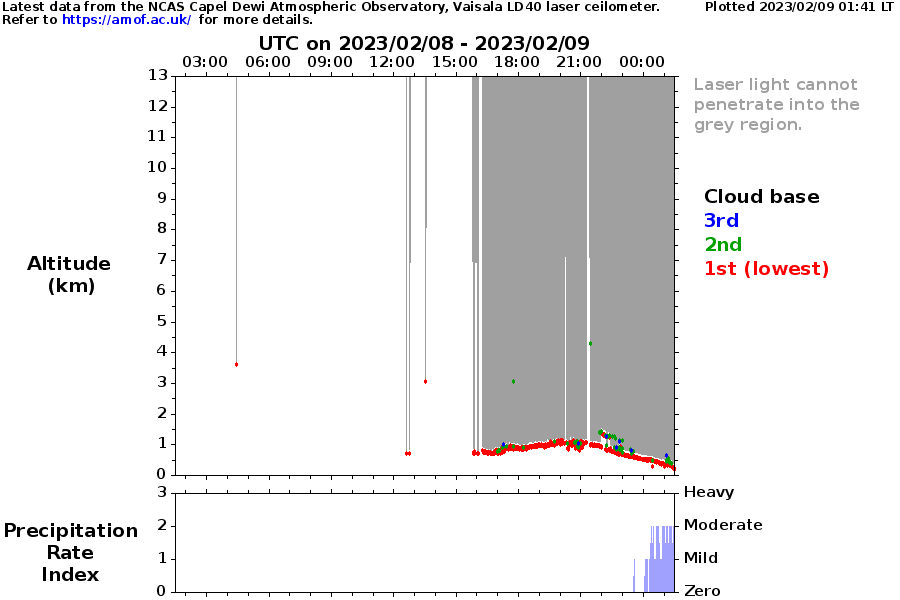 Latest data from the NCAS Capel Dewi Atmospheric Observatory, Vaisala LD40 laser ceilometer. Plotted 2023/02/09 01:41 LT
Refer to https://amof.ac.uk/ for more details.
UTC on 2023/02/08 - 2023/02/09
03:00 06:00 09:00 12:00 15:00 18:00 21:00 00:00
13
12
11
10
9
8
7
6
5
4
3
2
1
0
Altitude
(km)
Laser light cannot
penetrate into the
grey region.
Cloud base
3rd
2nd
1st (lowest)
3 Heavy
2 Moderate
1 Mild
0 Zero
Precipitation
Rate
Index